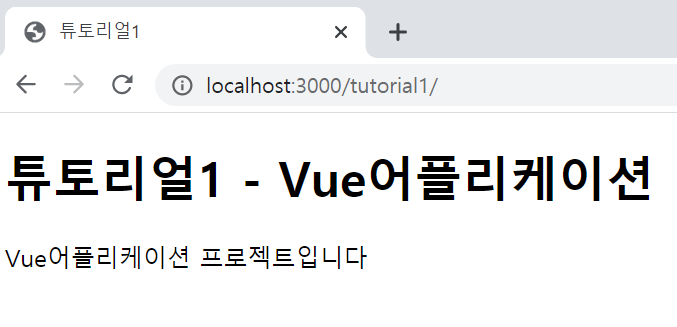 튜토리얼1
localhost:3000/tutorial1/
튜토리얼1 - Vue어플리케이션
Vue어플리케이션 프로젝트입니다